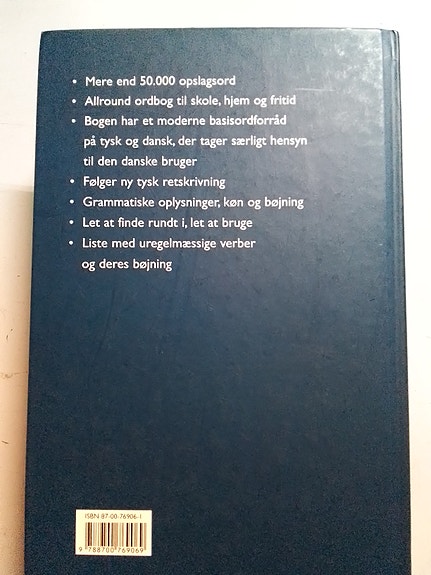 • Mere end 50.000 opslagsord
• Allround ordbog til skole, hjem og fritid
• Bogen har et moderne basisordforråd
på tysk og dansk, der tager særligt hensyn
til den danske bruger
• Følger ny tysk retskrivning
• Grammatiske oplysninger, køn og bøjning
• Let at finde rundt i, let at bruge
• Liste med uregelmæssige verber
og deres bøjning
ISBN 87-00-76906-1
9 788700 769069